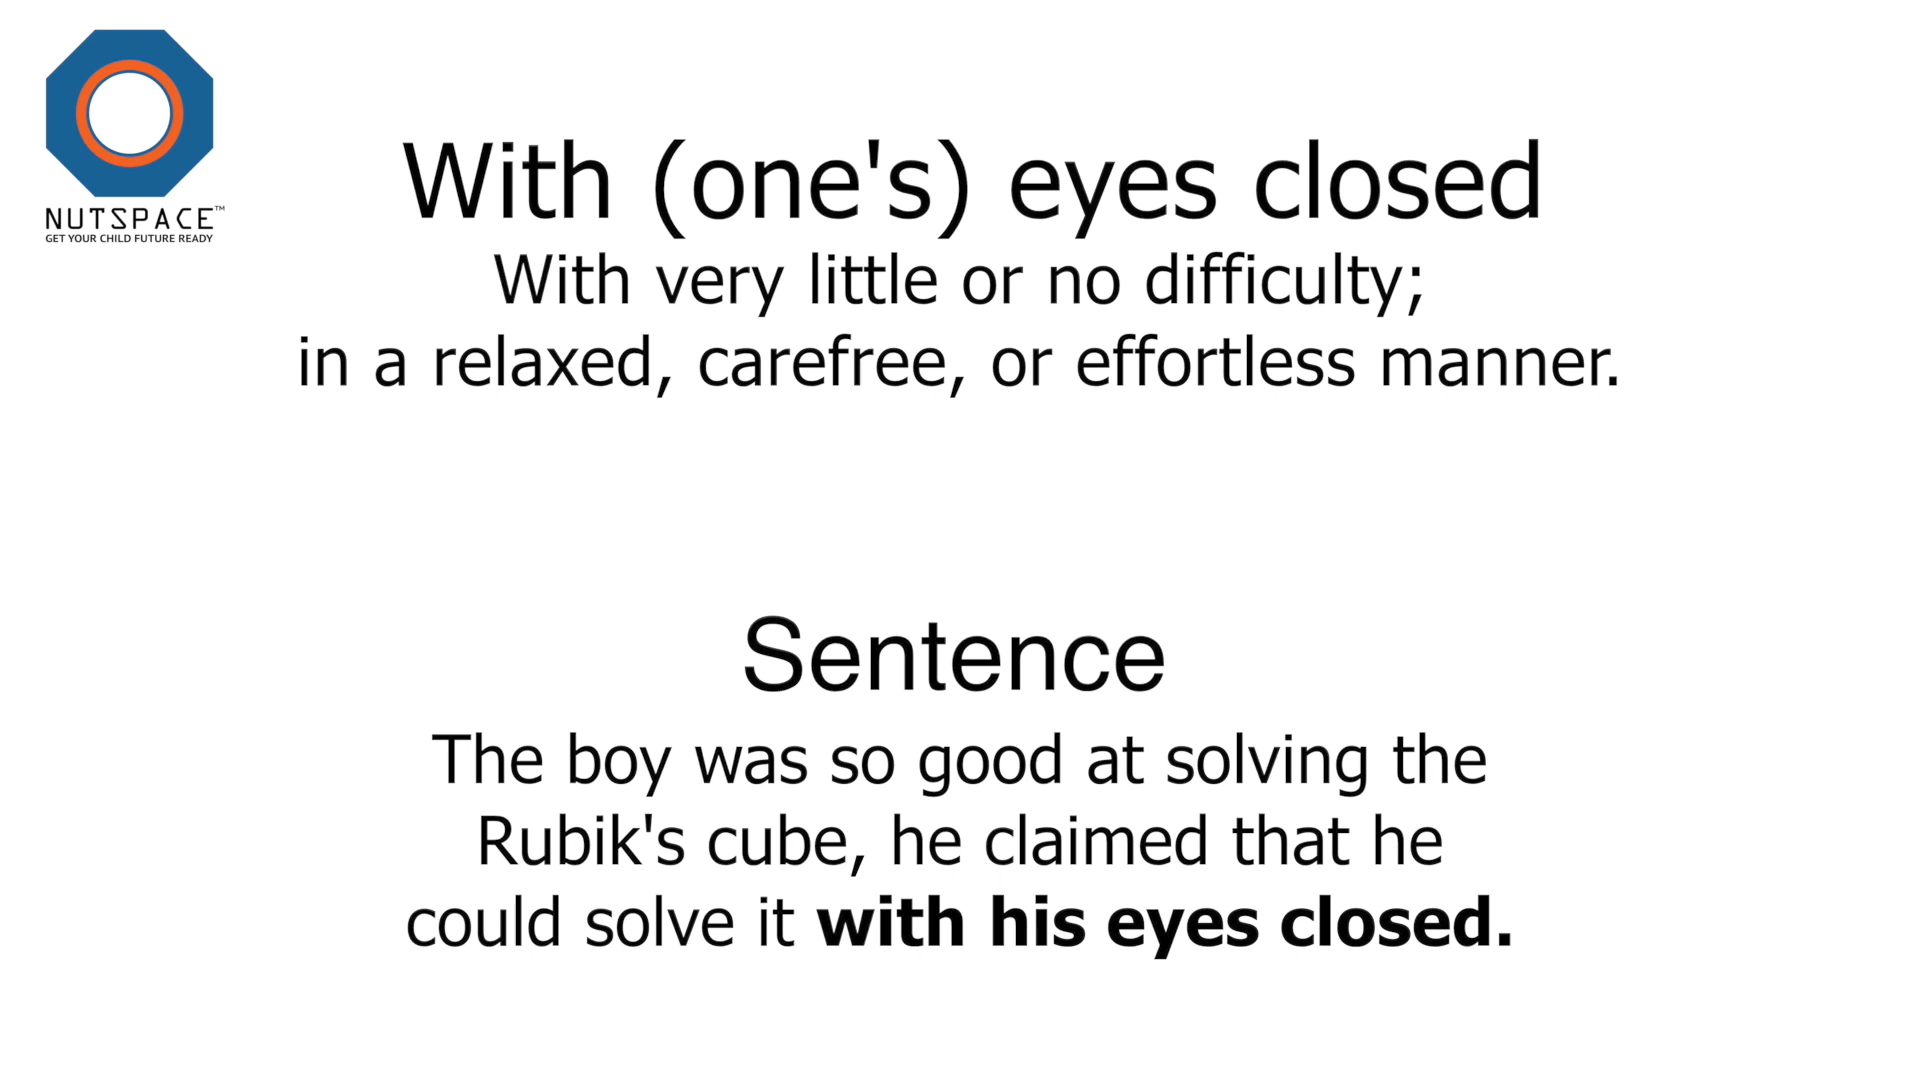 NUTSPACE™
GET YOUR CHILD FUTURE READY
With (one's) eyes closed
With very little or no difficulty;
in a relaxed, carefree, or effortless manner.
Sentence
The boy was so good at solving the
Rubik's cube, he claimed that he
could solve it with his eyes closed.